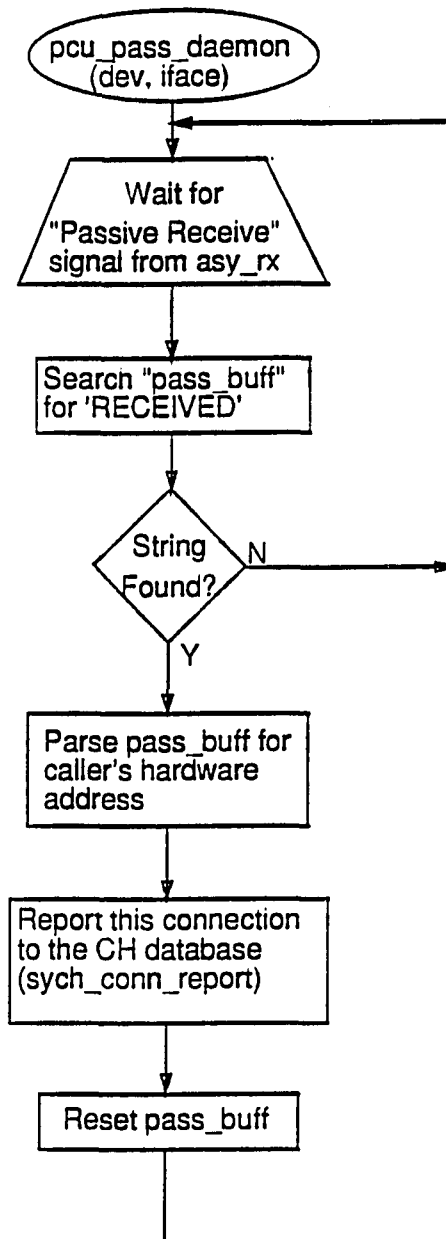 pcu_pass_daemon
(dev, iface)
Wait for
"Passive Receive"
signal from asy_rx
Search "pass_buff"
for 'RECEIVED'
String
Found?
N
Y
Parse pass_buff for
caller's hardware
address
Report this connection
to the CH database
(sych_conn_report)
Reset pass_buff